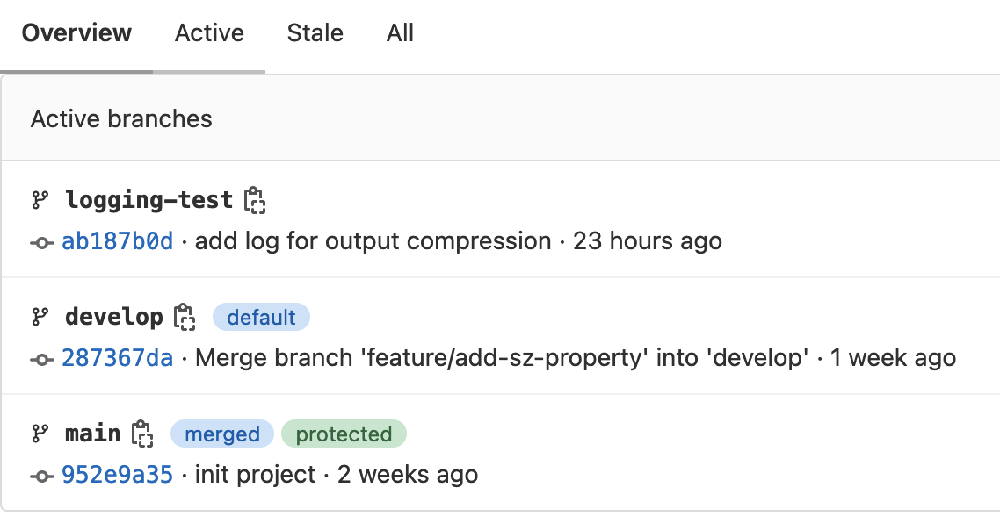 Overview Active Stale All
Active branches
logging-test
ab187b0d · add log for output compression · 23 hours ago
develop default
287367da · Merge branch 'feature/add-sz-property' into 'develop' · 1 week ago
main merged protected
952e9a35 · init project · 2 weeks ago